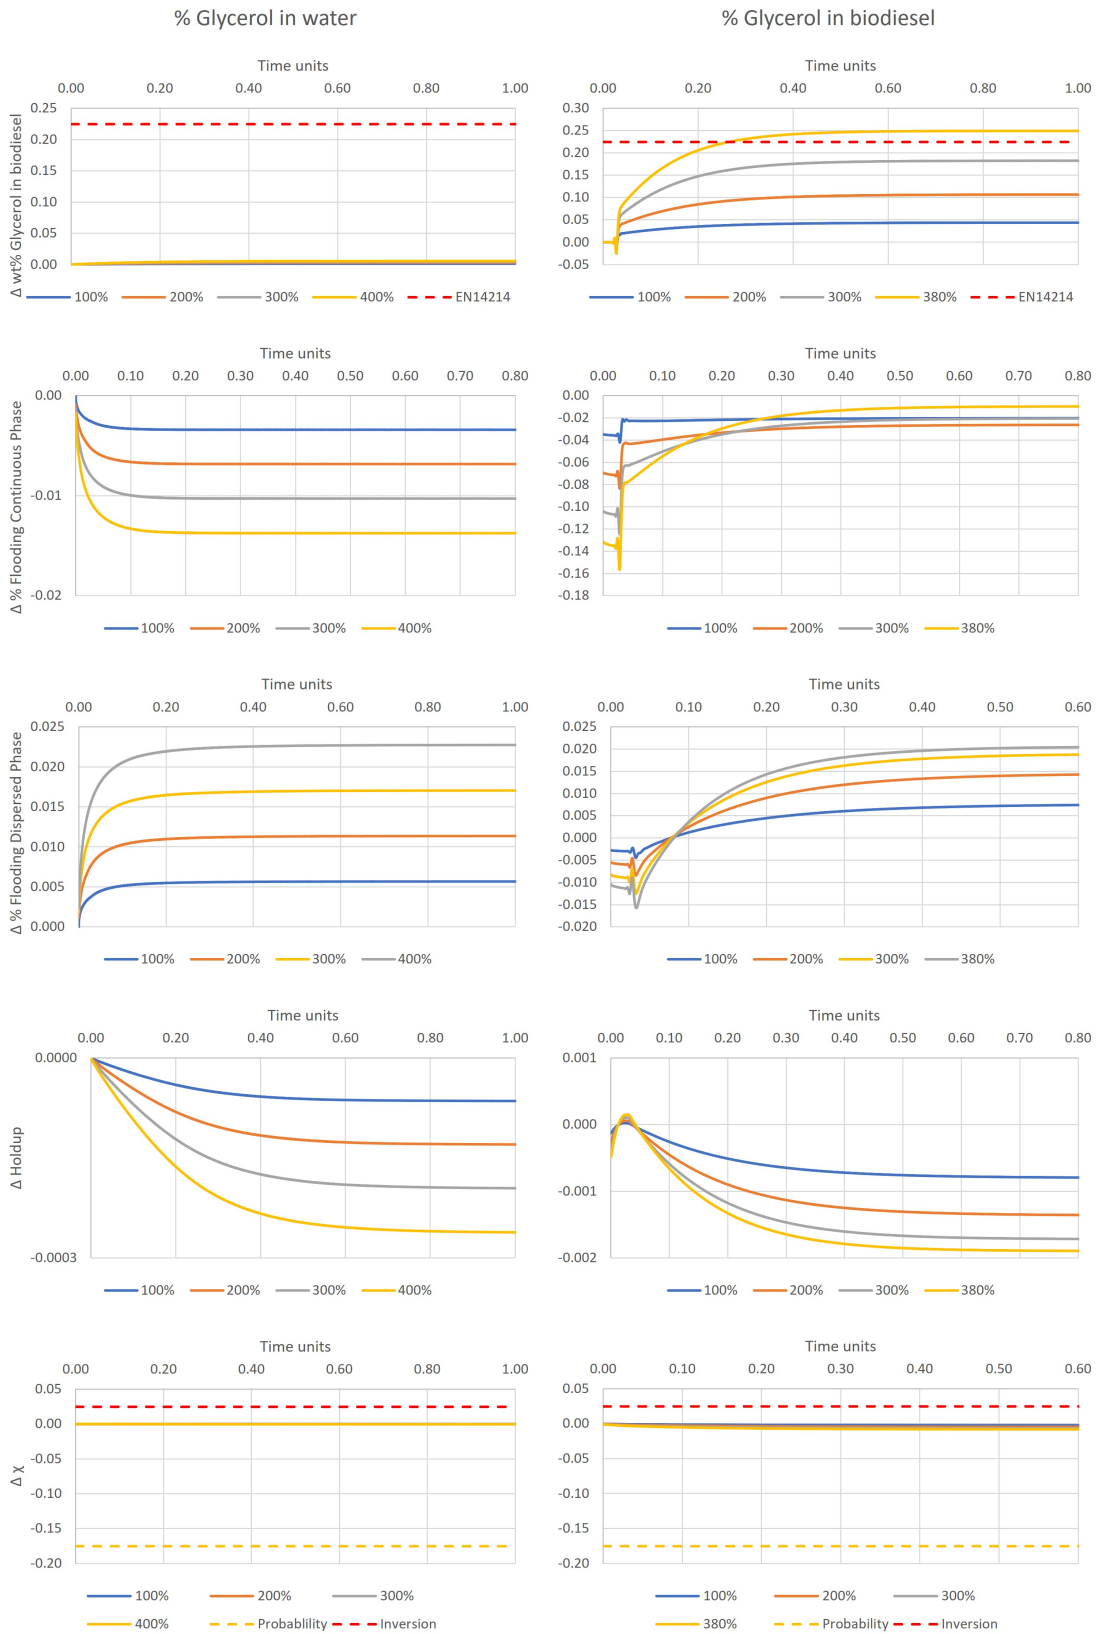 % Glycerol in water
% Glycerol in biodiesel
Time units
0.00 0.20 0.40 0.60 0.80 1.00
0.25
0.20
0.15
0.10
0.05
0.00
Δ wt% Glycerol in biodiesel
100% 200% 300% 400% EN14214
Time units
0.00 0.20 0.40 0.60 0.80 1.00
0.30
0.25
0.20
0.15
0.10
0.05
0.00
-0.05
100% 200% 300% 380% EN14214
Time units
0.00 0.10 0.20 0.30 0.40 0.50 0.60 0.70 0.80
0.00
-0.01
-0.02
Δ % Flooding Continuous Phase
100% 200% 300% 400%
Time units
0.00 0.10 0.20 0.30 0.40 0.50 0.60 0.70 0.80
0.00
-0.02
-0.04
-0.06
-0.08
-0.10
-0.12
-0.14
-0.16
-0.18
100% 200% 300% 380%
Time units
0.00 0.20 0.40 0.60 0.80 1.00
0.025
0.020
0.015
0.010
0.005
0.000
Δ % Flooding Dispersed Phase
100% 200% 300% 400%
Time units
0.00 0.10 0.20 0.30 0.40 0.50 0.60
0.025
0.020
0.015
0.010
0.005
0.000
-0.005
-0.010
-0.015
-0.020
100% 200% 300% 380%
Time units
0.00 0.20 0.40 0.60 0.80 1.00
0.0000
-0.0003
Δ Holdup
100% 200% 300% 400%
Time units
0.00 0.10 0.20 0.30 0.40 0.50 0.60 0.70 0.80
0.001
0.000
-0.001
-0.002
100% 200% 300% 380%
Time units
0.00 0.20 0.40 0.60 0.80 1.00
0.05
0.00
-0.05
-0.10
-0.15
-0.20
Δ χ
100% 200% 300%
400% Probablility Inversion
Time units
0.00 0.10 0.20 0.30 0.40 0.50 0.60
0.05
0.00
-0.05
-0.10
-0.15
-0.20
100% 200% 300%
380% Probablility Inversion